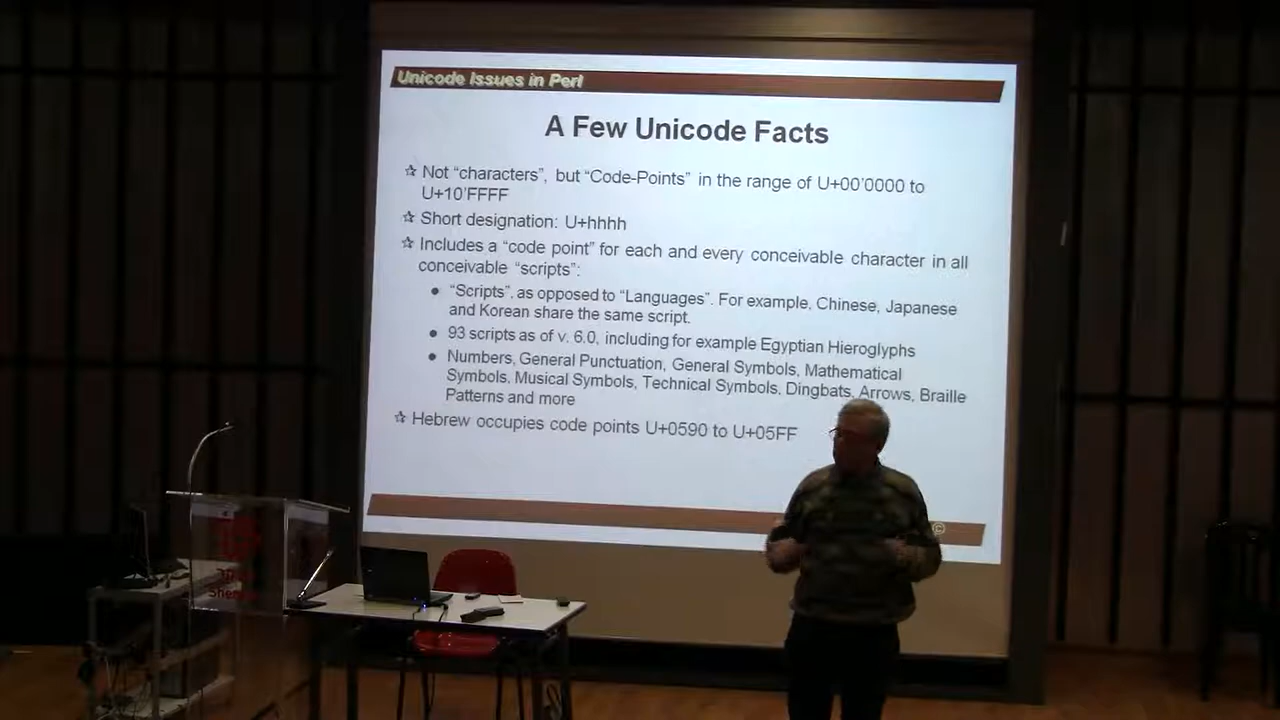 Unicode Issues in Perl
A Few Unicode Facts
Not “characters”, but “Code-Points” in the range of U+00’0000 to
U+10’FFFF
Short designation: U+hhhh
Includes a “code point” for each and every conceivable character in all
conceivable “scripts”:
“Scripts”, as opposed to “Languages”. For example, Chinese, Japanese
and Korean share the same script.
93 scripts as of v. 6.0, including for example Egyptian Hieroglyphs
Numbers, General Punctuation, General Symbols, Mathematical
Symbols, Musical Symbols, Technical Symbols, Dingbats, Arrows, Braille
Patterns and more
Hebrew occupies code points U+0590 to U+05FF
©